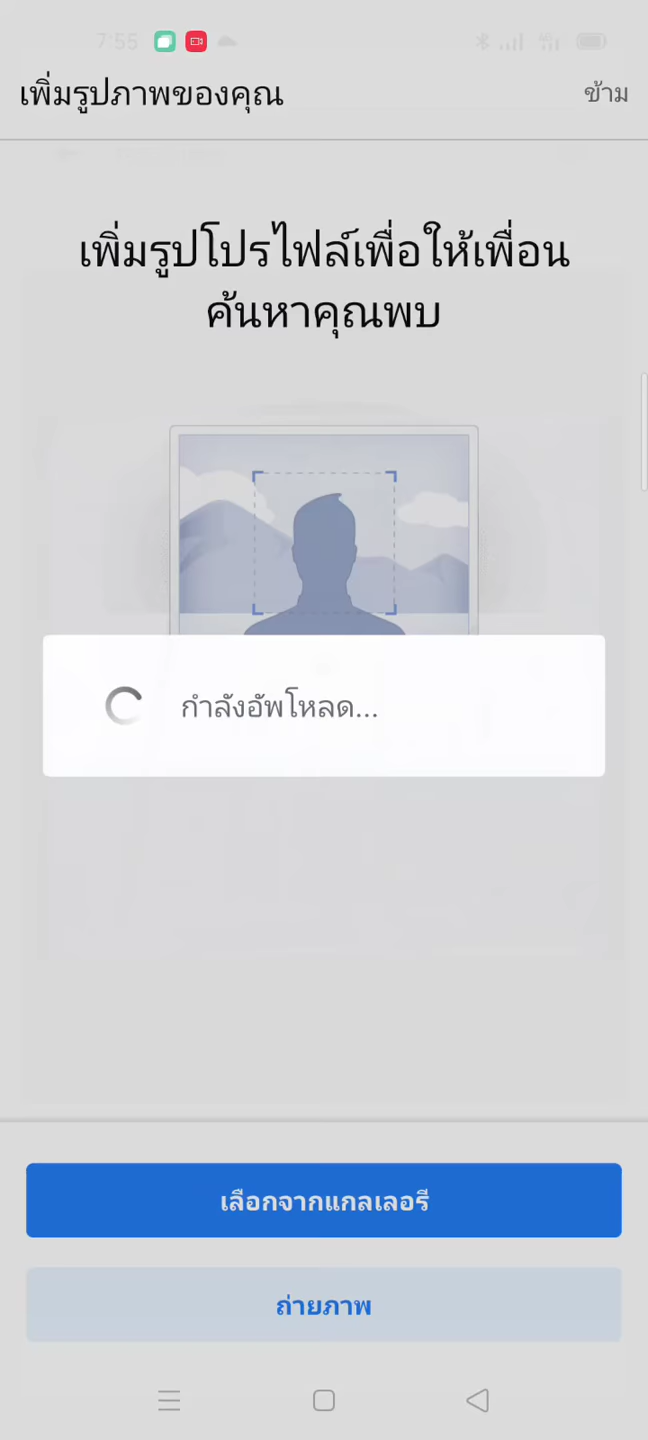 7:55
เพิ่มรูปภาพของคุณ
ข้าม
เพิ่มรูปโปรไฟล์เพื่อให้เพื่อน
ค้นหาคุณพบ
กำลังอัพโหลด...
เลือกจากแกลเลอรี
ถ่ายภาพ